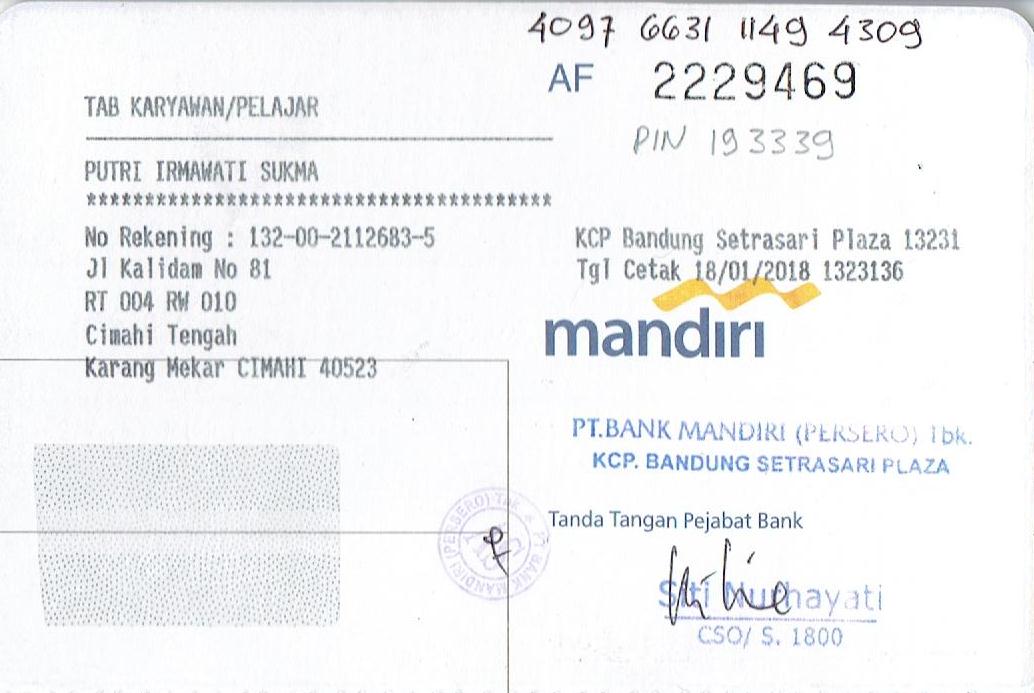 4097 6631 1149 4309
AF 2229469
TAB KARYAWAN/PELAJAR
PIN 193339
PUTRI IRMAWATI SUKMA
****************************************
No Rekening : 132-00-2112683-5
Jl Kalidam No 81
RT 004 RW 010
Cimahi Tengah
Karang Mekar CIMAHI 40523
KCP Bandung Setrasari Plaza 13231
Tgl Cetak 18/01/2018 1323136
mandiri
PT.BANK MANDIRI (PERSERO) Tbk.
KCP. BANDUNG SETRASARI PLAZA
Tanda Tangan Pejabat Bank
Siti Nurhayati
CSO/ S. 1800